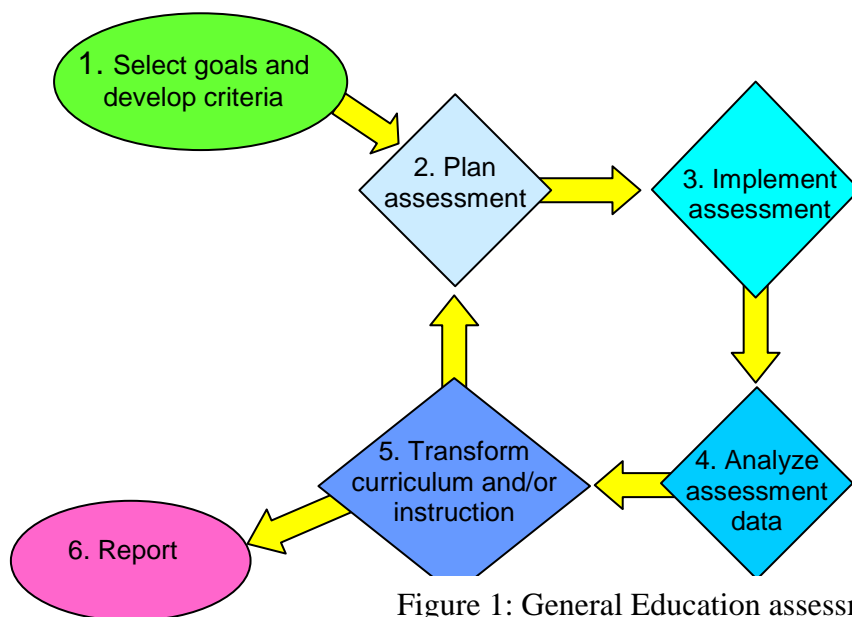 1. Select goals and
develop criteria
2. Plan
assessment
3. Implement
assessment
4. Analyze
assessment
data
5. Transform
curriculum and/or
instruction
6. Report
Figure 1: General Education